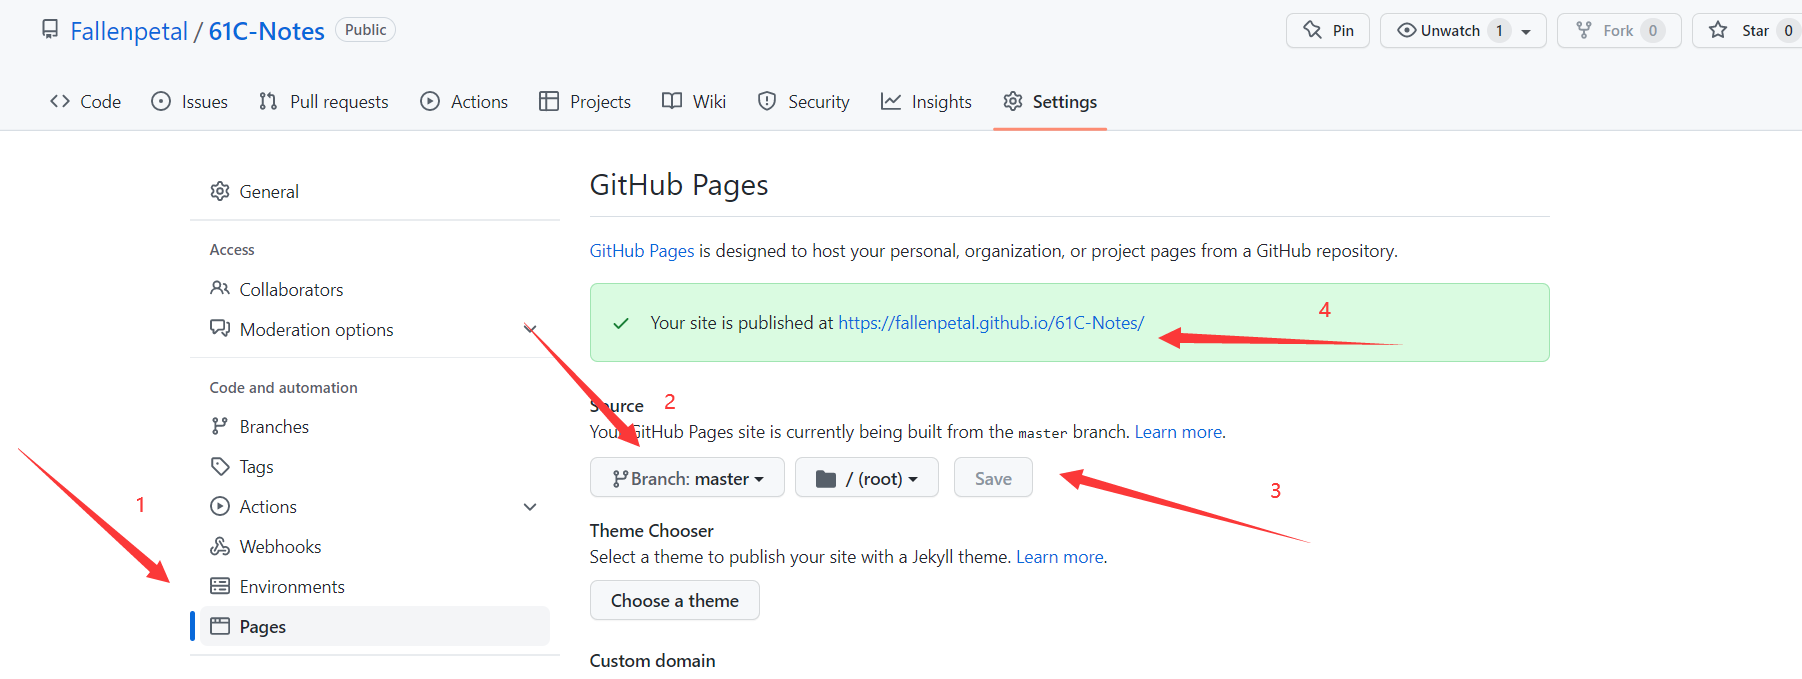 Fallenpetal / 61C-Notes Public
Pin
Unwatch 1
Fork 0
Star 0
Code
Issues
Pull requests
Actions
Projects
Wiki
Security
Insights
Settings
General
Access
Collaborators
Moderation options
Code and automation
Branches
Tags
Actions
Webhooks
Environments
Pages
1
GitHub Pages
GitHub Pages is designed to host your personal, organization, or project pages from a GitHub repository.
Your site is published at https://fallenpetal.github.io/61C-Notes/
4
Source
2
Your GitHub Pages site is currently being built from the master branch. Learn more.
Branch: master
/ (root)
Save
3
Theme Chooser
Select a theme to publish your site with a Jekyll theme. Learn more.
Choose a theme
Custom domain